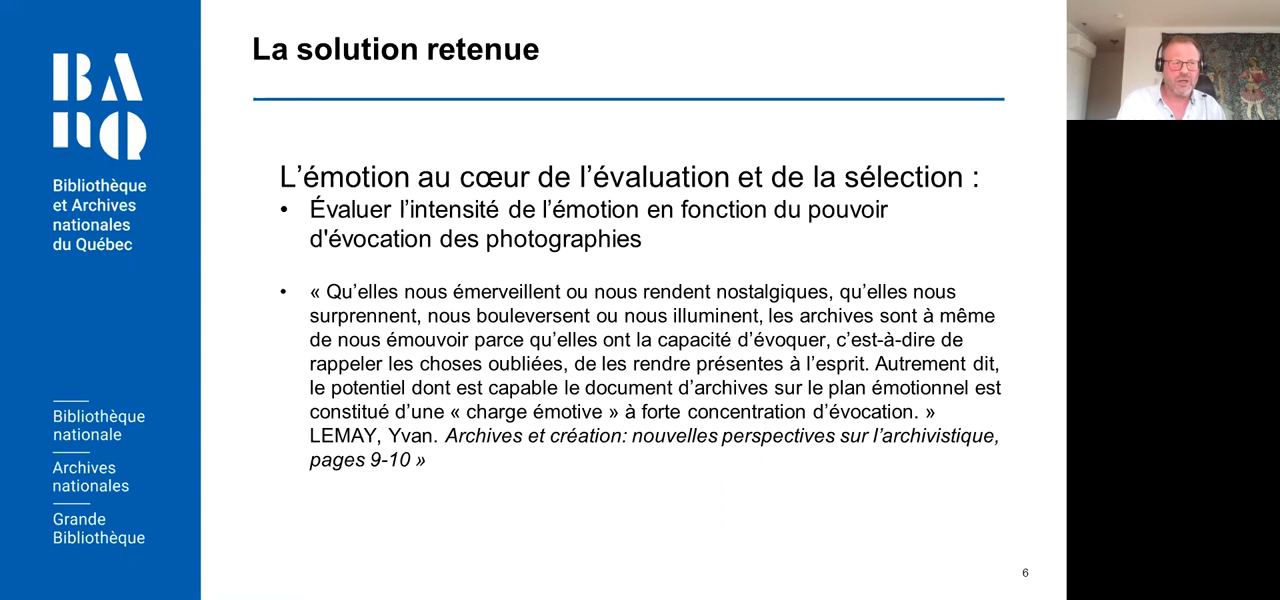 BAnQ
Bibliothèque
et Archives
nationales
du Québec
Bibliothèque
nationale
Archives
nationales
Grande
Bibliothèque
La solution retenue
L’émotion au cœur de l’évaluation et de la sélection :
• Évaluer l’intensité de l’émotion en fonction du pouvoir
d'évocation des photographies
• « Qu’elles nous émerveillent ou nous rendent nostalgiques, qu’elles nous
surprennent, nous bouleversent ou nous illuminent, les archives sont à même
de nous émouvoir parce qu’elles ont la capacité d’évoquer, c’est-à-dire de
rappeler les choses oubliées, de les rendre présentes à l’esprit. Autrement dit,
le potentiel dont est capable le document d’archives sur le plan émotionnel est
constitué d’une « charge émotive » à forte concentration d’évocation. »
LEMAY, Yvan. Archives et création: nouvelles perspectives sur l’archivistique,
pages 9-10 »
6